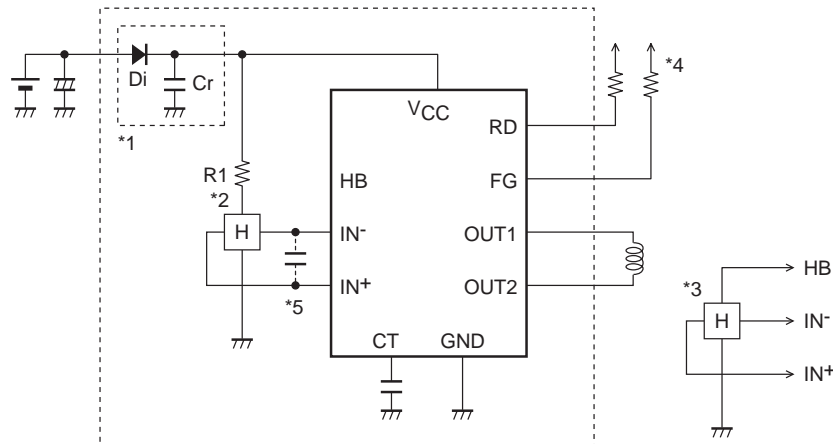 *4
Di
Cr
VCC
*1
RD
R1
HB
FG
*2
H
IN-
OUT1
HB
*3
H
IN-
IN+
OUT2
*5
CT
GND
IN+